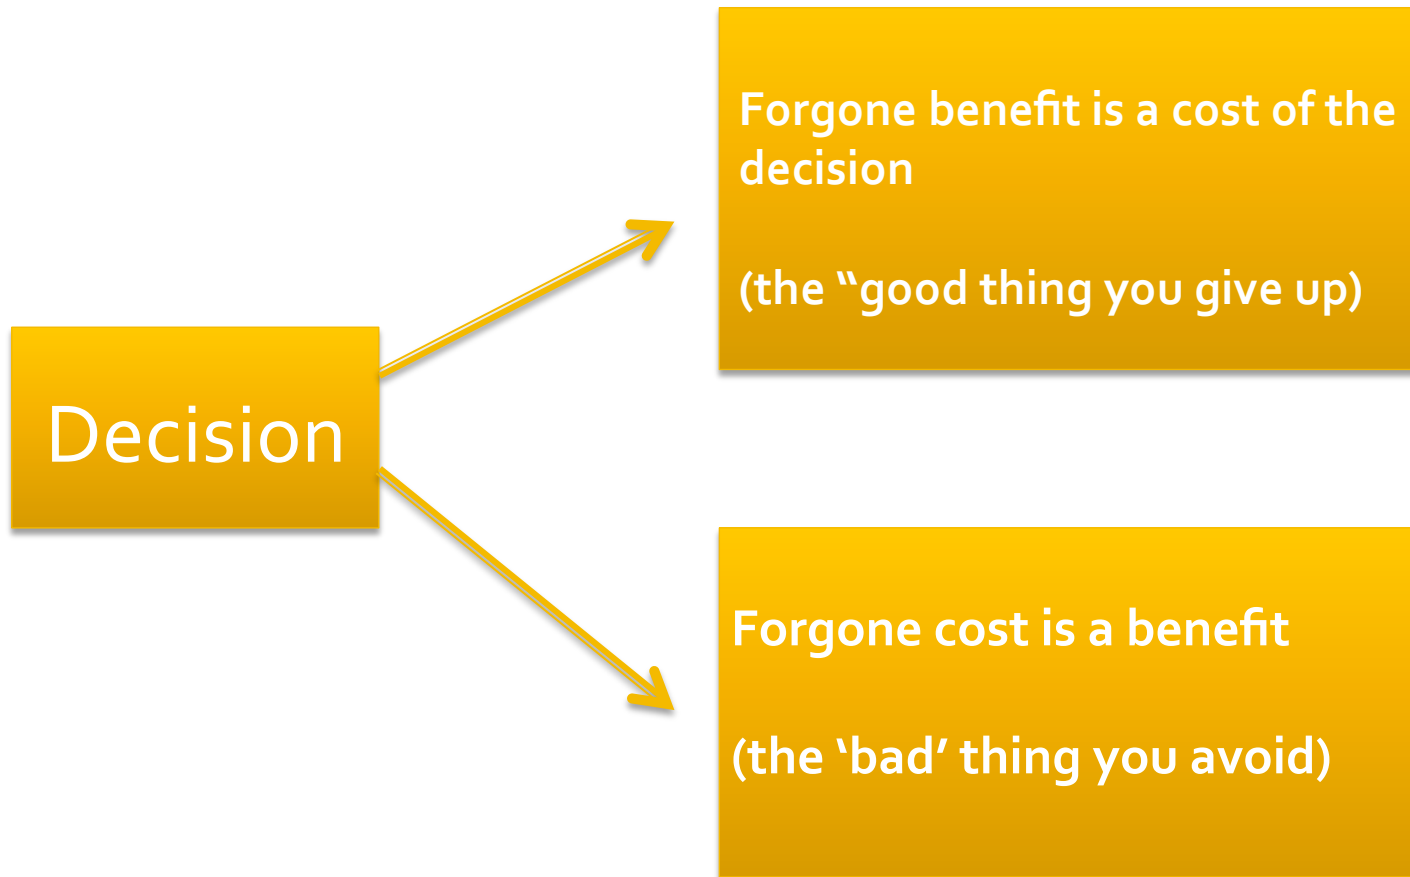 Forgone benefit is a cost of the
decision
(the “good thing you give up)
Decision
Forgone cost is a benefit
(the ‘bad’ thing you avoid)